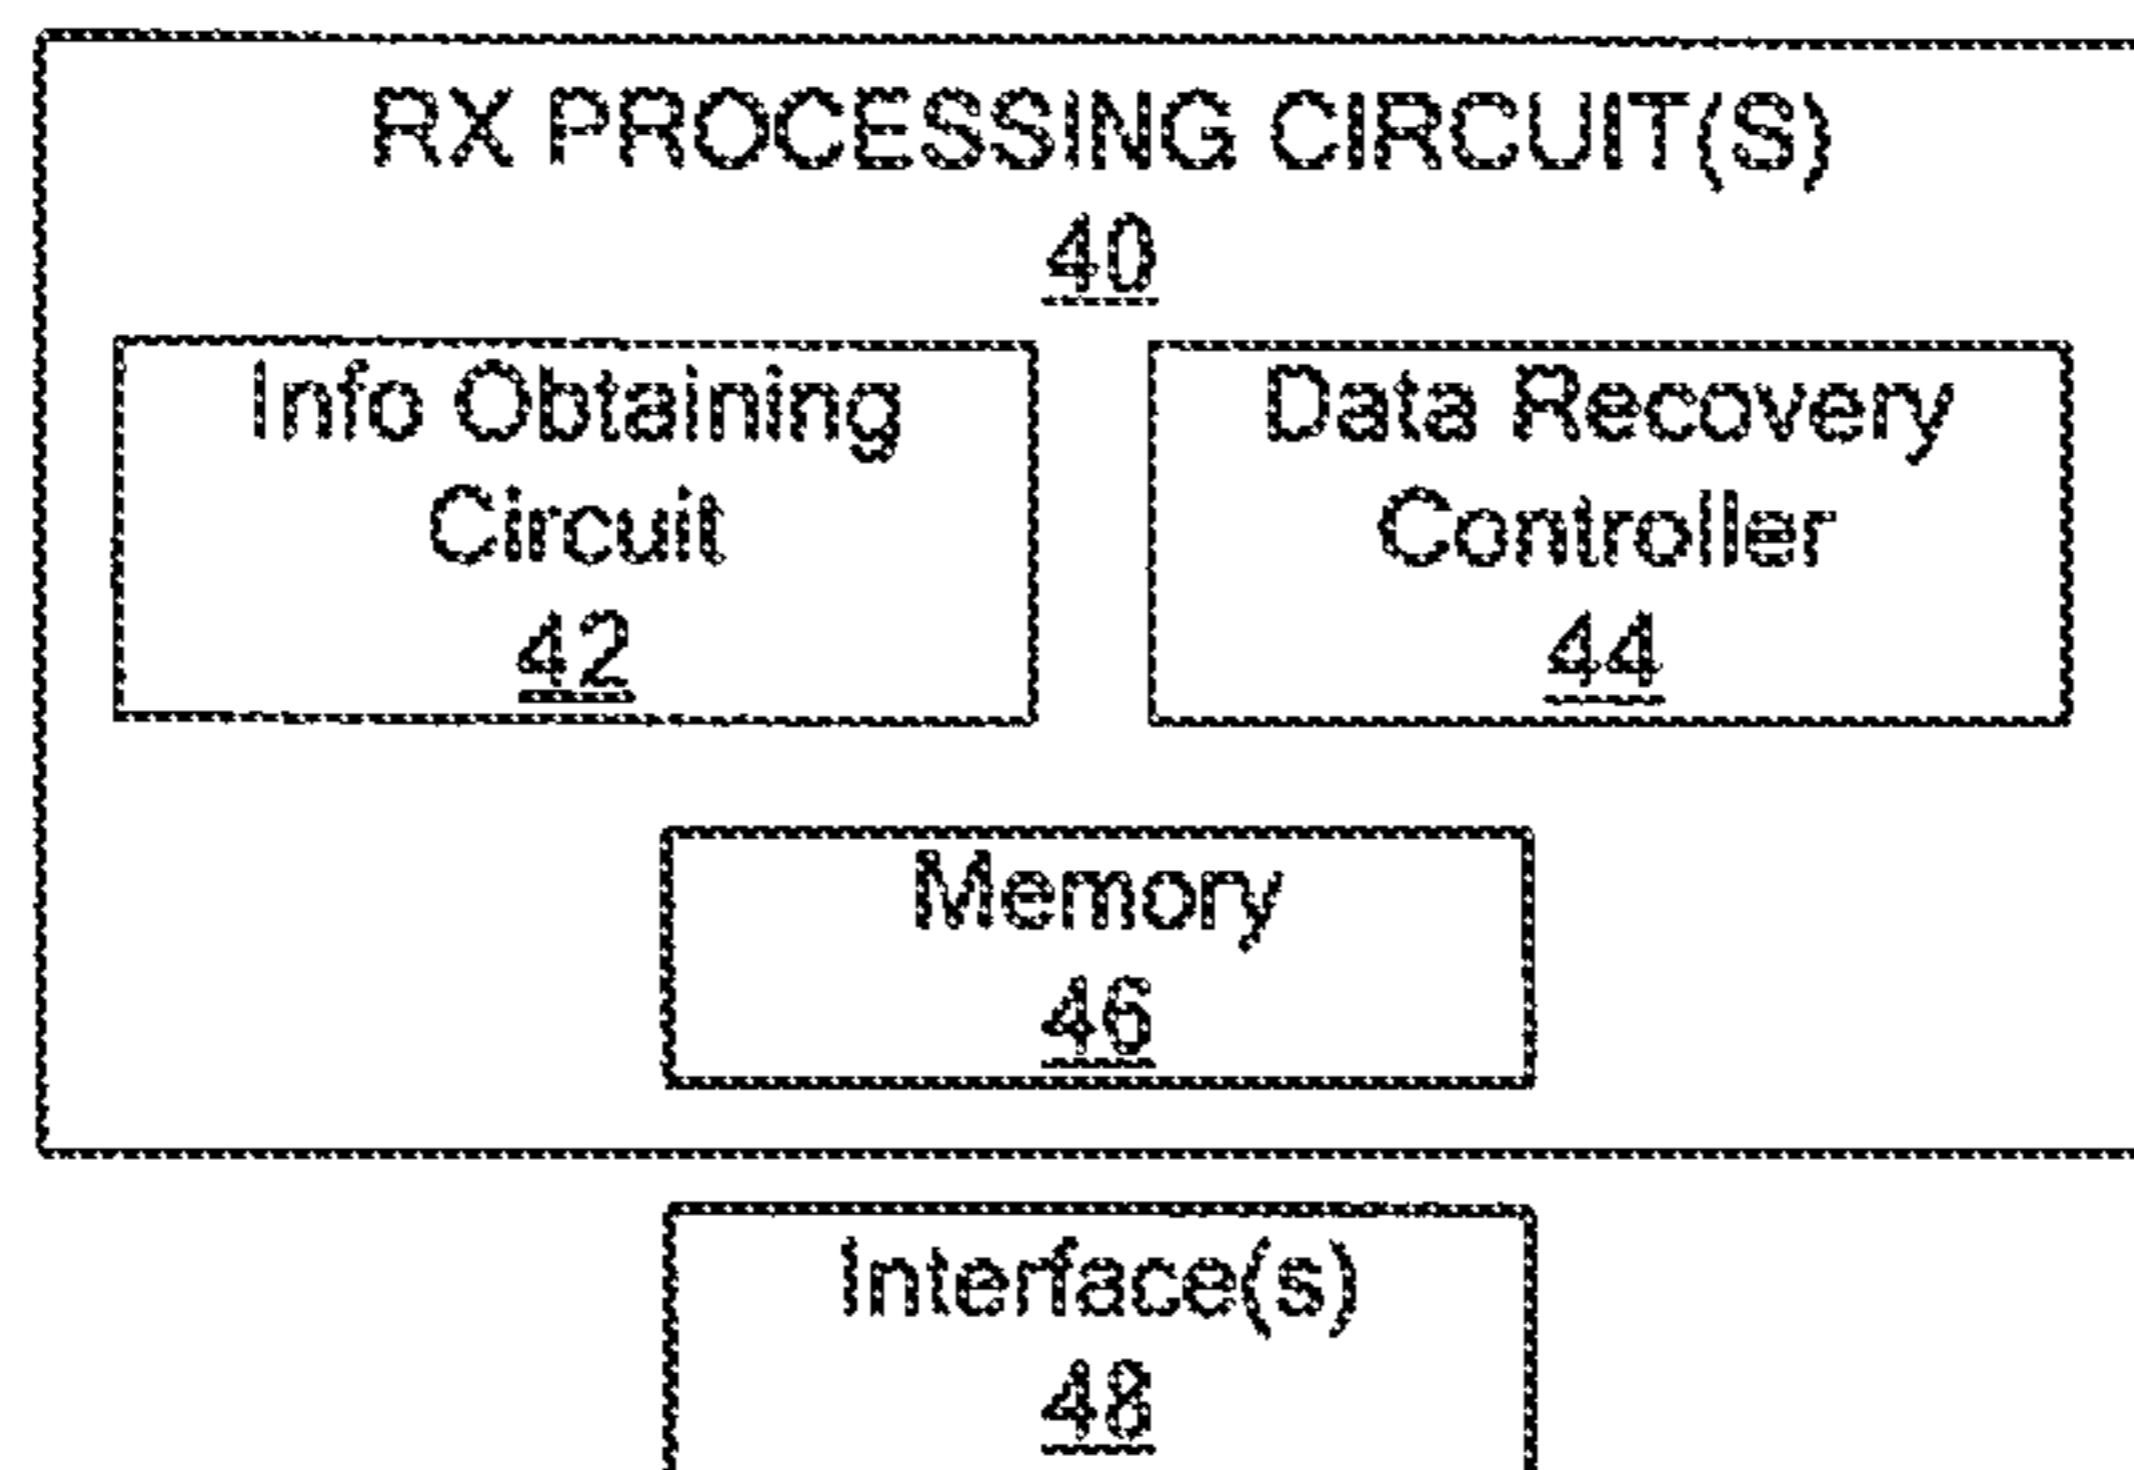 RX PROCESSING CIRCUIT(S)
40
Info Obtaining
Circuit
42
Data Recovery
Controller
44
Memory
46
Interface(s)
48